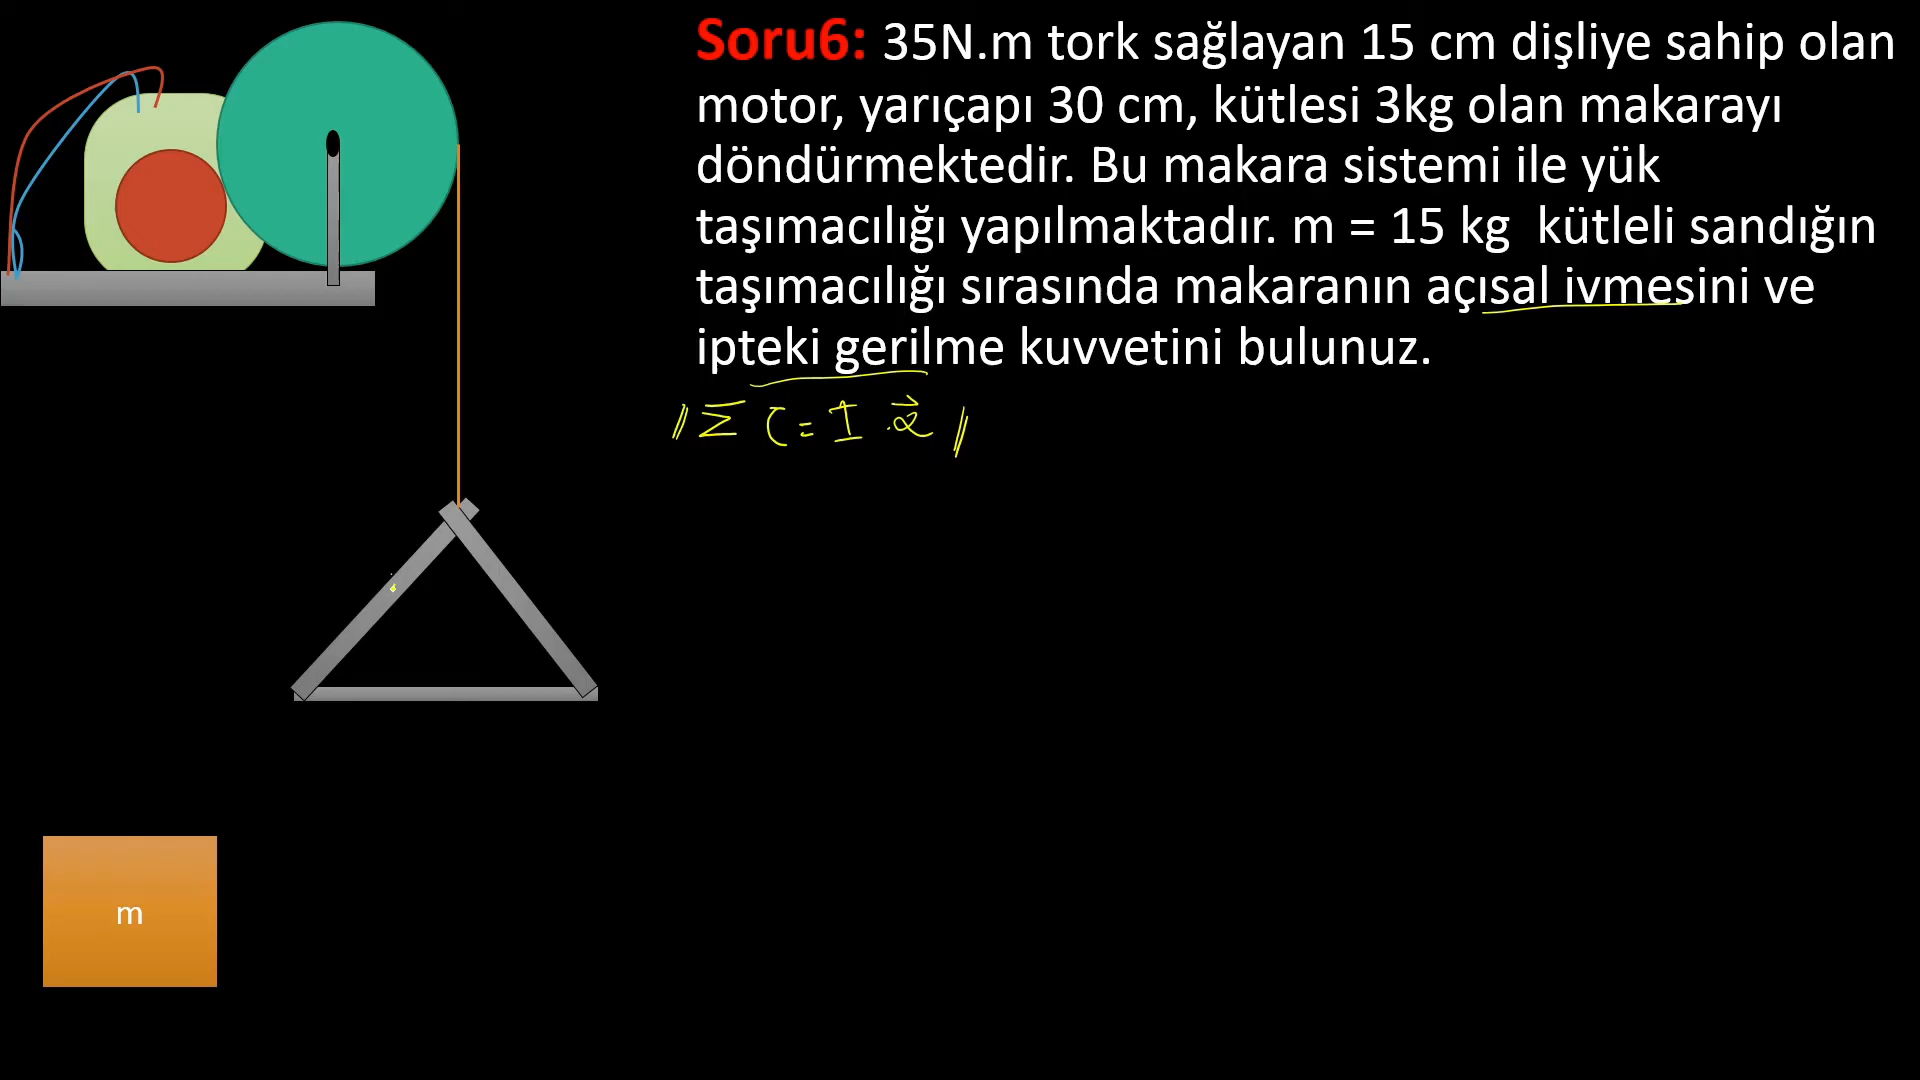 Soru6: 35N.m tork sağlayan 15 cm dişliye sahip olan
motor, yarıçapı 30 cm, kütlesi 3kg olan makarayı
döndürmektedir. Bu makara sistemi ile yük
taşımacılığı yapılmaktadır. m = 15 kg kütleli sandığın
taşımacılığı sırasında makaranın açısal ivmesini ve
ipteki gerilme kuvvetini bulunuz.
// Σ τ = I . α⃗ //
m